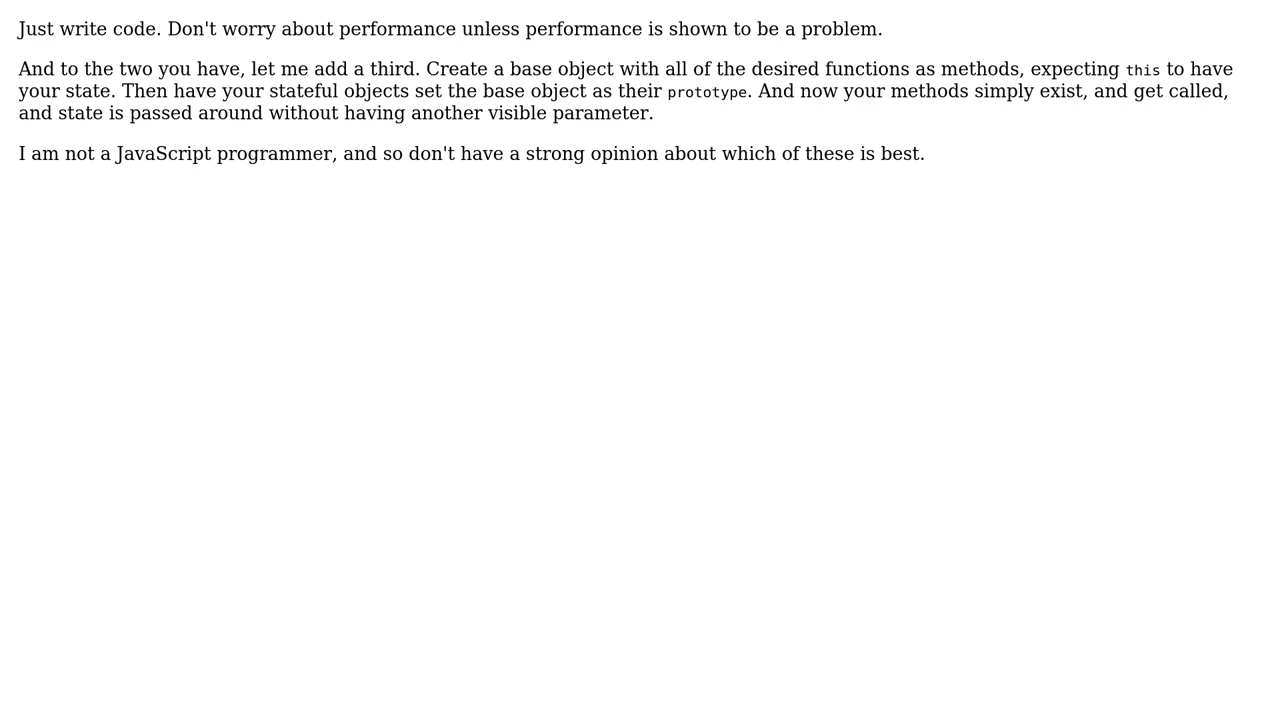 Just write code. Don't worry about performance unless performance is shown to be a problem.
And to the two you have, let me add a third. Create a base object with all of the desired functions as methods, expecting this to have
your state. Then have your stateful objects set the base object as their prototype. And now your methods simply exist, and get called,
and state is passed around without having another visible parameter.
I am not a JavaScript programmer, and so don't have a strong opinion about which of these is best.